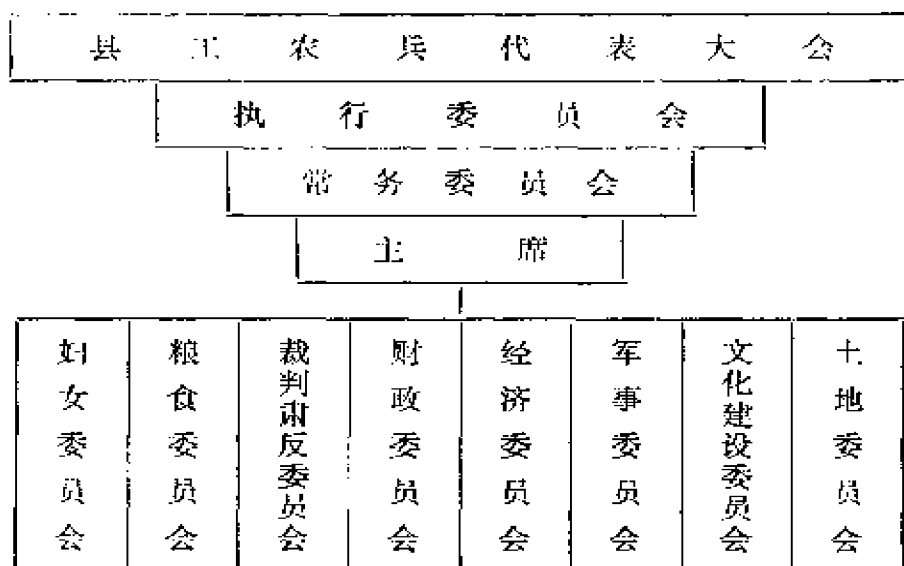 县工农兵代表大会
执行委员会
常务委员会
主席
妇女委员会
粮食委员会
裁判肃反委员会
财政委员会
经济委员会
军事委员会
文化建设委员会
土地委员会